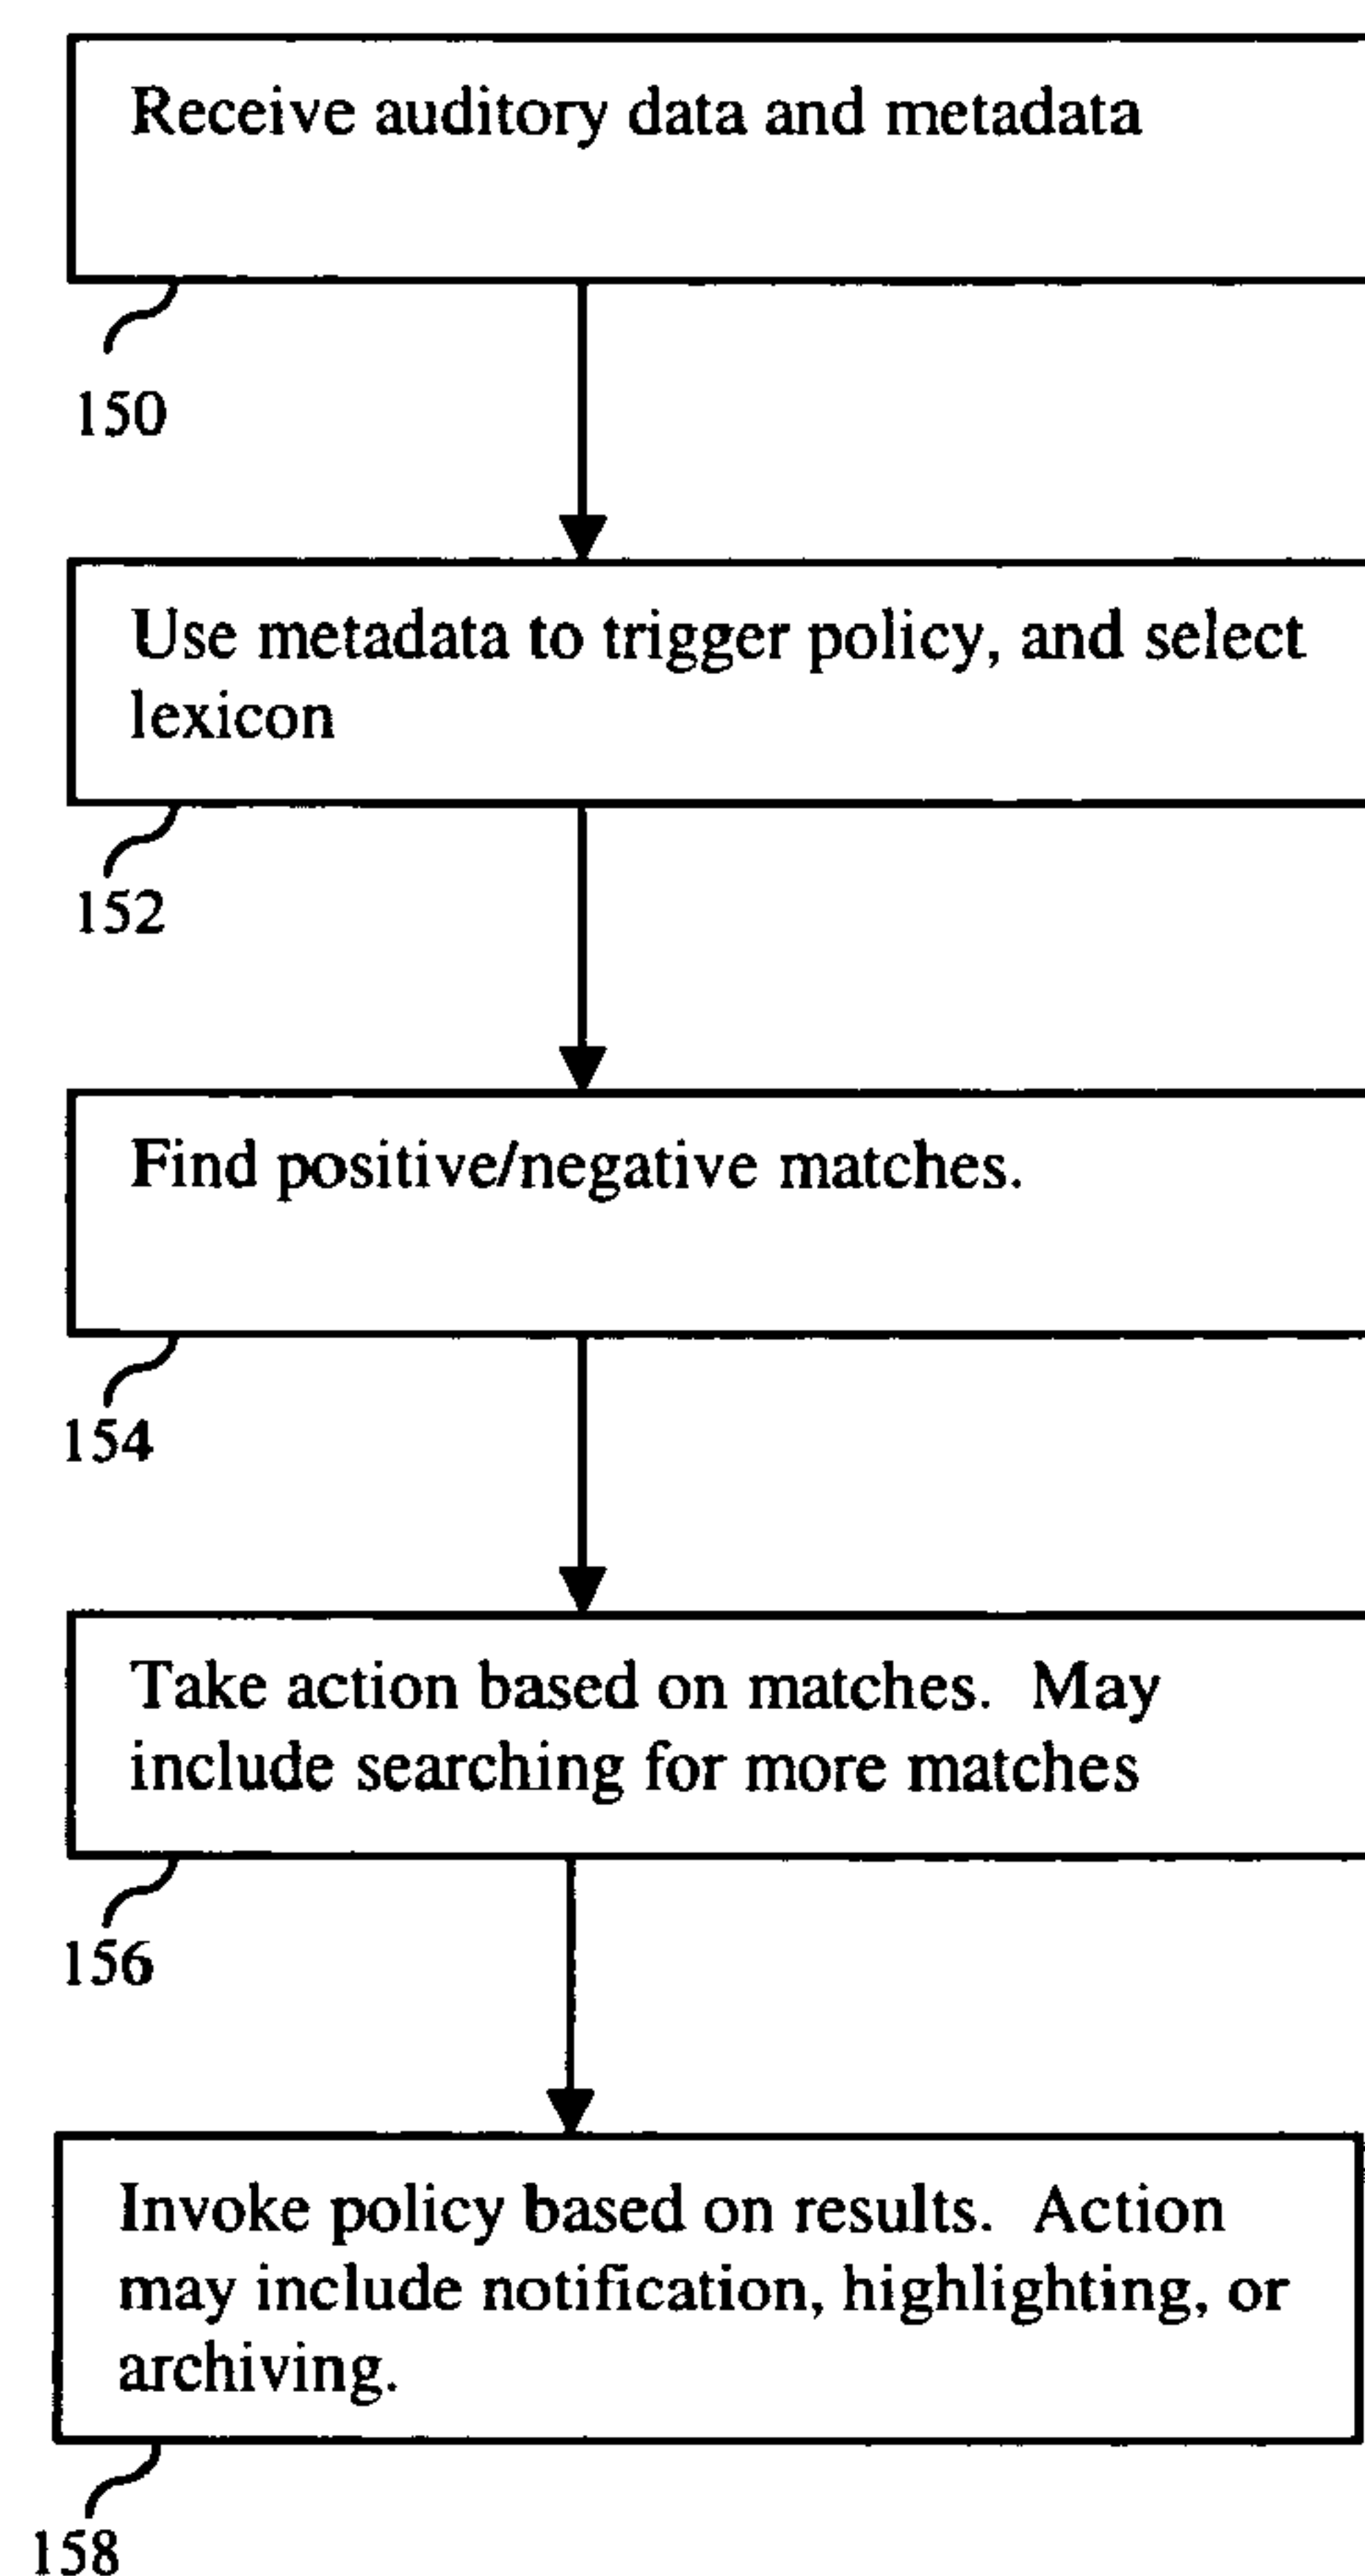 Receive auditory data and metadata
150
Use metadata to trigger policy, and select
lexicon
152
Find positive/negative matches.
154
Take action based on matches.  May
include searching for more matches
156
Invoke policy based on results.  Action
may include notification, highlighting, or
archiving.
158